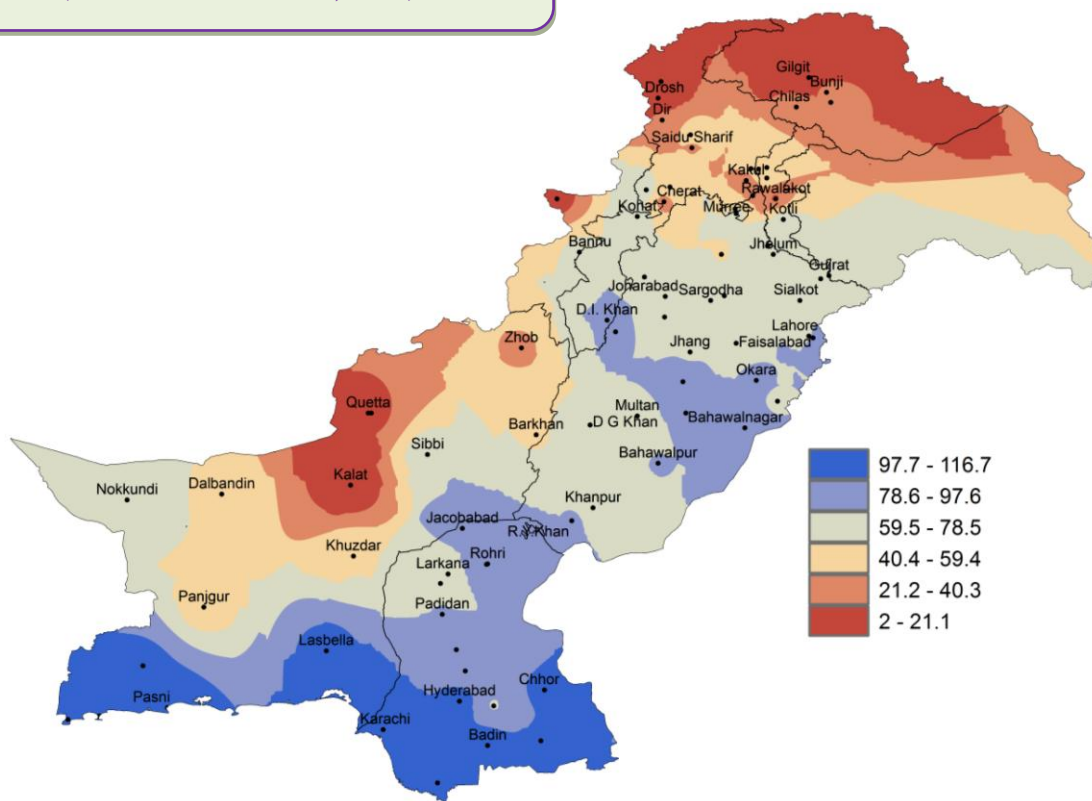 Gilgit
Bunji
Drosh
Chilas
Dir
Saidu Sharif
Kakul
Cherat
Rawalakot
Kohat
Murree
Kotli
Bannu
Jhelum
Gujrat
Joharabad
Sargodha
Sialkot
D.I. Khan
Lahore
Zhob
Jhang
Faisalabad
Okara
Quetta
Multan
D G Khan
Bahawalnagar
Barkhan
Sibbi
Bahawalpur
Kalat
Nokkundi
Dalbandin
Khanpur
Jacobabad
R.Y.Khan
Khuzdar
Rohri
Larkana
Panjgur
Padidan
Lasbella
Pasni
Hyderabad
Chhor
Karachi
Badin
97.7 - 116.7
78.6 - 97.6
59.5 - 78.5
40.4 - 59.4
21.2 - 40.3
2 - 21.1